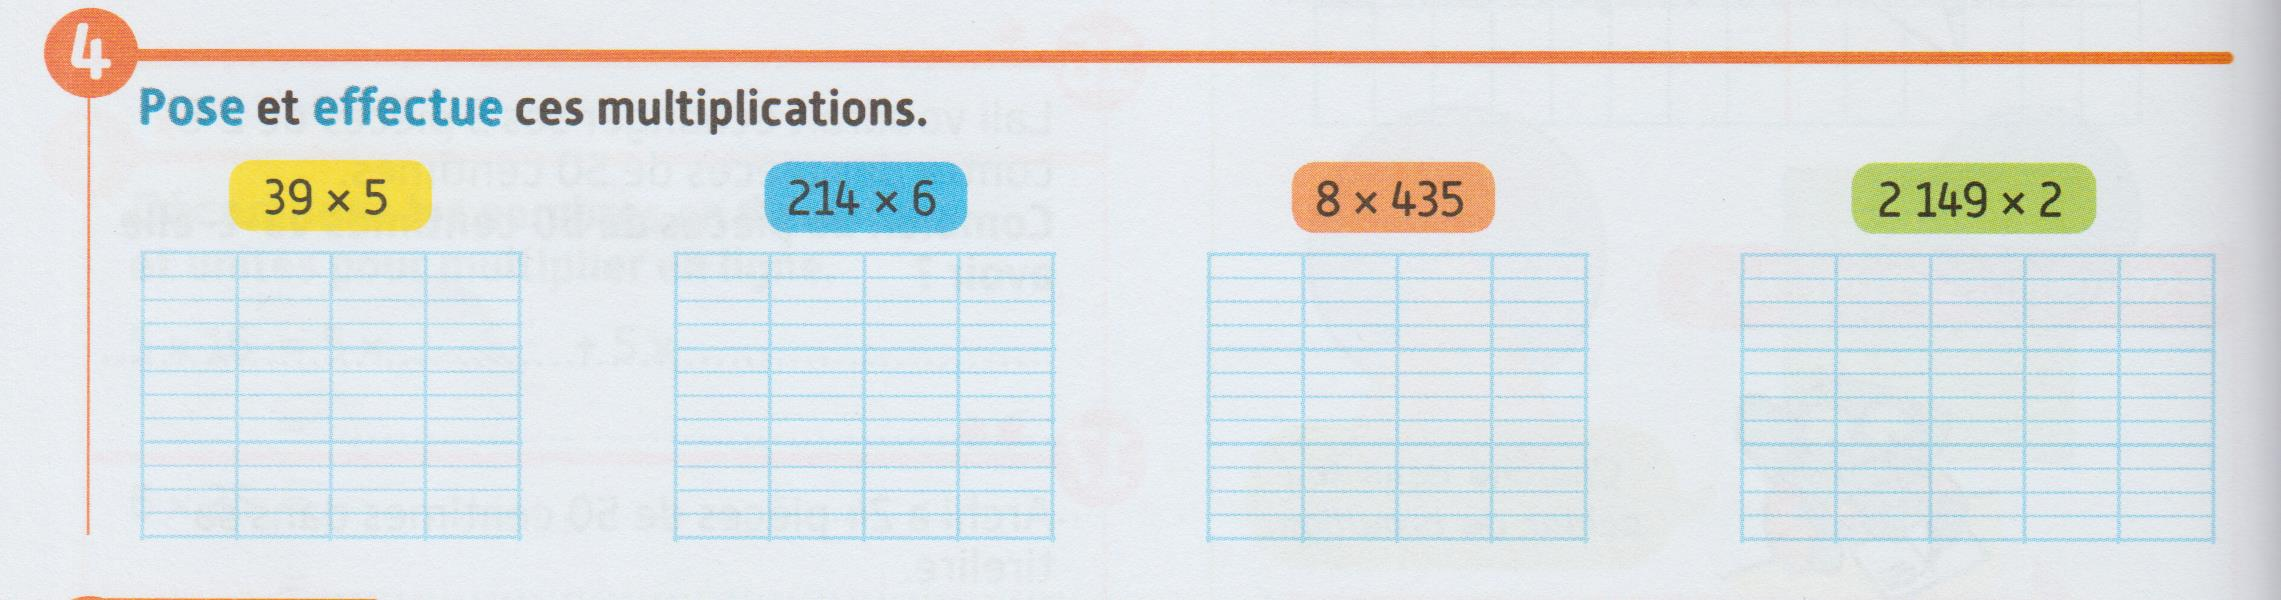 4
Pose et effectue ces multiplications.
39 × 5
214 × 6
8 × 435
2 149 × 2